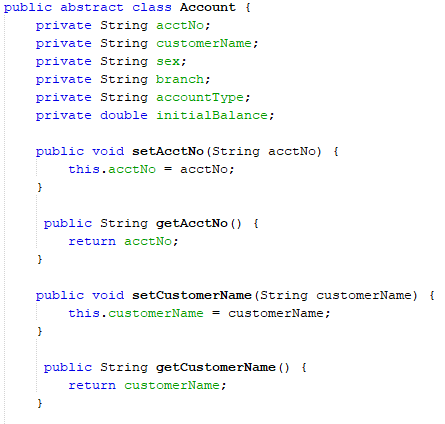 public abstract class Account {
    private String acctNo;
    private String customerName;
    private String sex;
    private String branch;
    private String accountType;
    private double initialBalance;
    public void setAcctNo(String acctNo) {
        this.acctNo = acctNo;
    }
     public String getAcctNo() {
        return acctNo;
    }
    public void setCustomerName(String customerName) {
        this.customerName = customerName;
    }
     public String getCustomerName() {
        return customerName;
    }